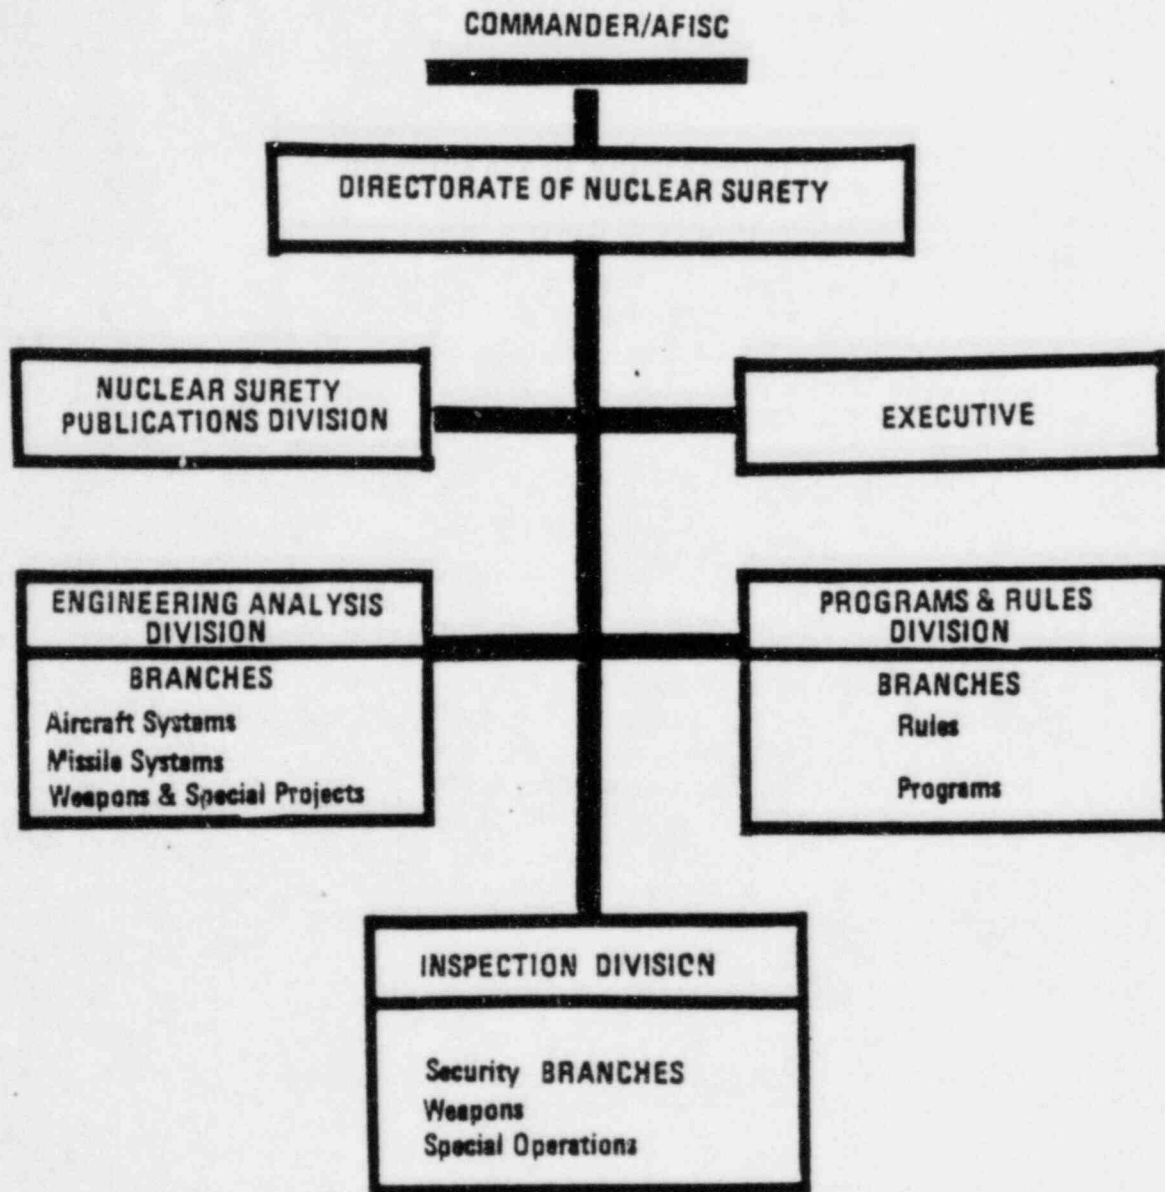 COMMANDER/AFISC
DIRECTORATE OF NUCLEAR SURETY
NUCLEAR SURETY
PUBLICATIONS DIVISION
EXECUTIVE
ENGINEERING ANALYSIS
DIVISION
BRANCHES
Aircraft Systems
Missile Systems
Weapons & Special Projects
PROGRAMS & RULES
DIVISION
BRANCHES
Rules
Programs
INSPECTION DIVISION
Security BRANCHES
Weapons
Special Operations